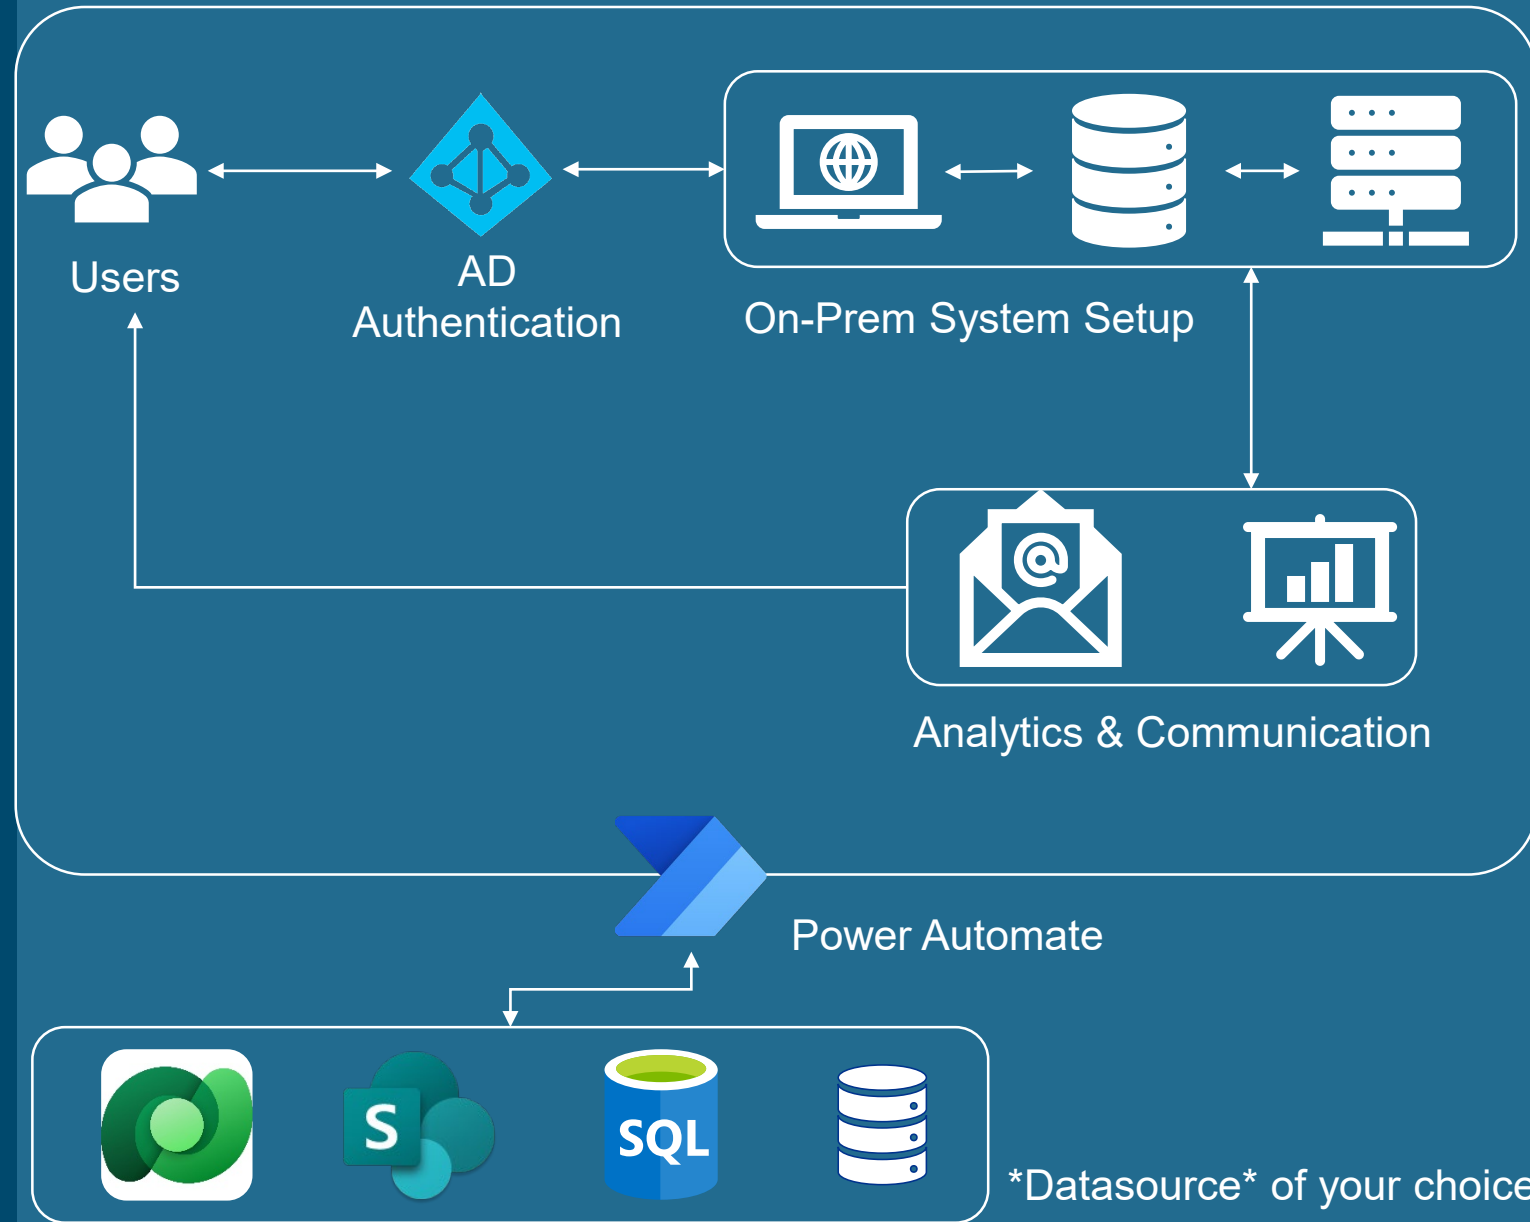 Users
AD
Authentication
On-Prem System Setup
@
Analytics & Communication
Power Automate
S
SQL
*Datasource* of your choice